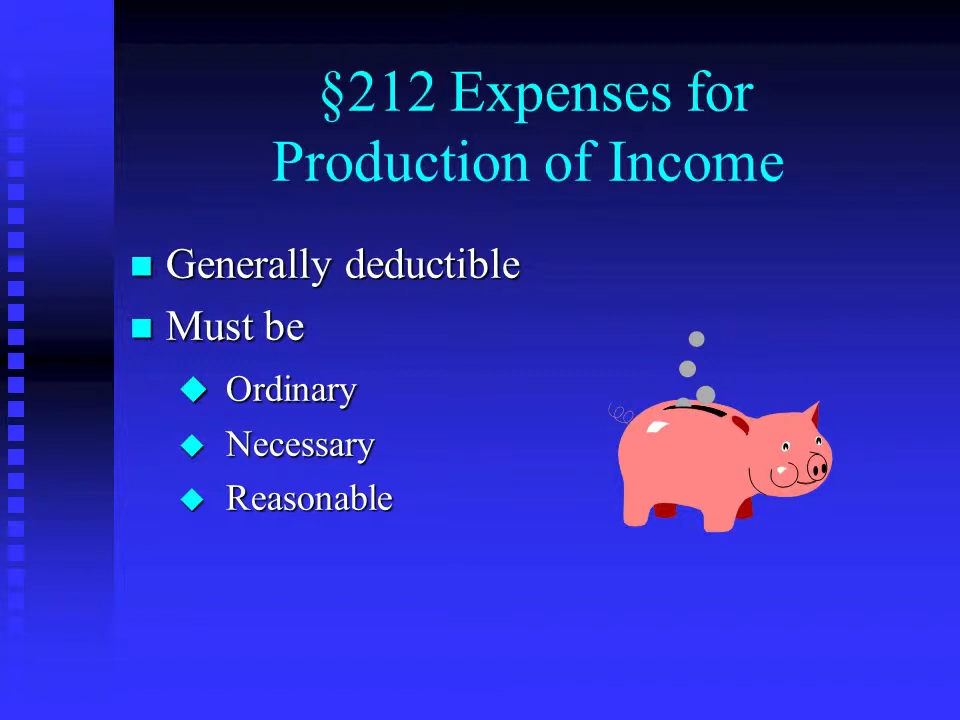 §212 Expenses for
Production of Income
Generally deductible
Must be
Ordinary
Necessary
Reasonable